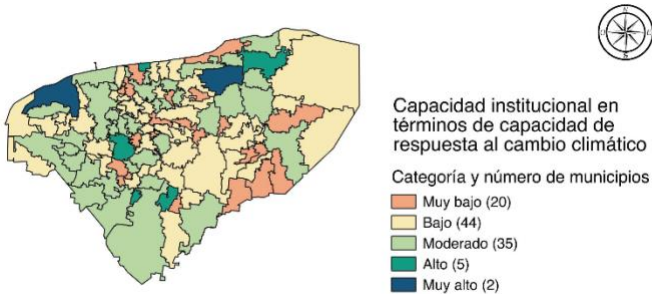 N
Capacidad institucional en
términos de capacidad de
respuesta al cambio climático
Categoría y número de municipios
Muy bajo (20)
Bajo (44)
Moderado (35)
Alto (5)
Muy alto (2)